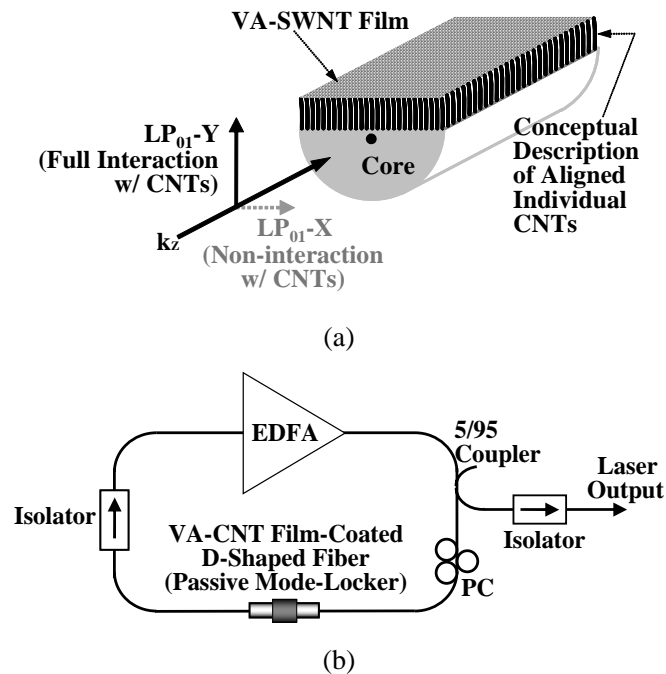 VA-SWNT Film
LP01-Y
(Full Interaction
w/ CNTs)
Core
kz
LP01-X
(Non-interaction
w/ CNTs)
Conceptual
Description
of Aligned
Individual
CNTs
(a)
EDFA
5/95
Coupler
Laser
Output
Isolator
Isolator
VA-CNT Film-Coated
D-Shaped Fiber
(Passive Mode-Locker)
PC
(b)